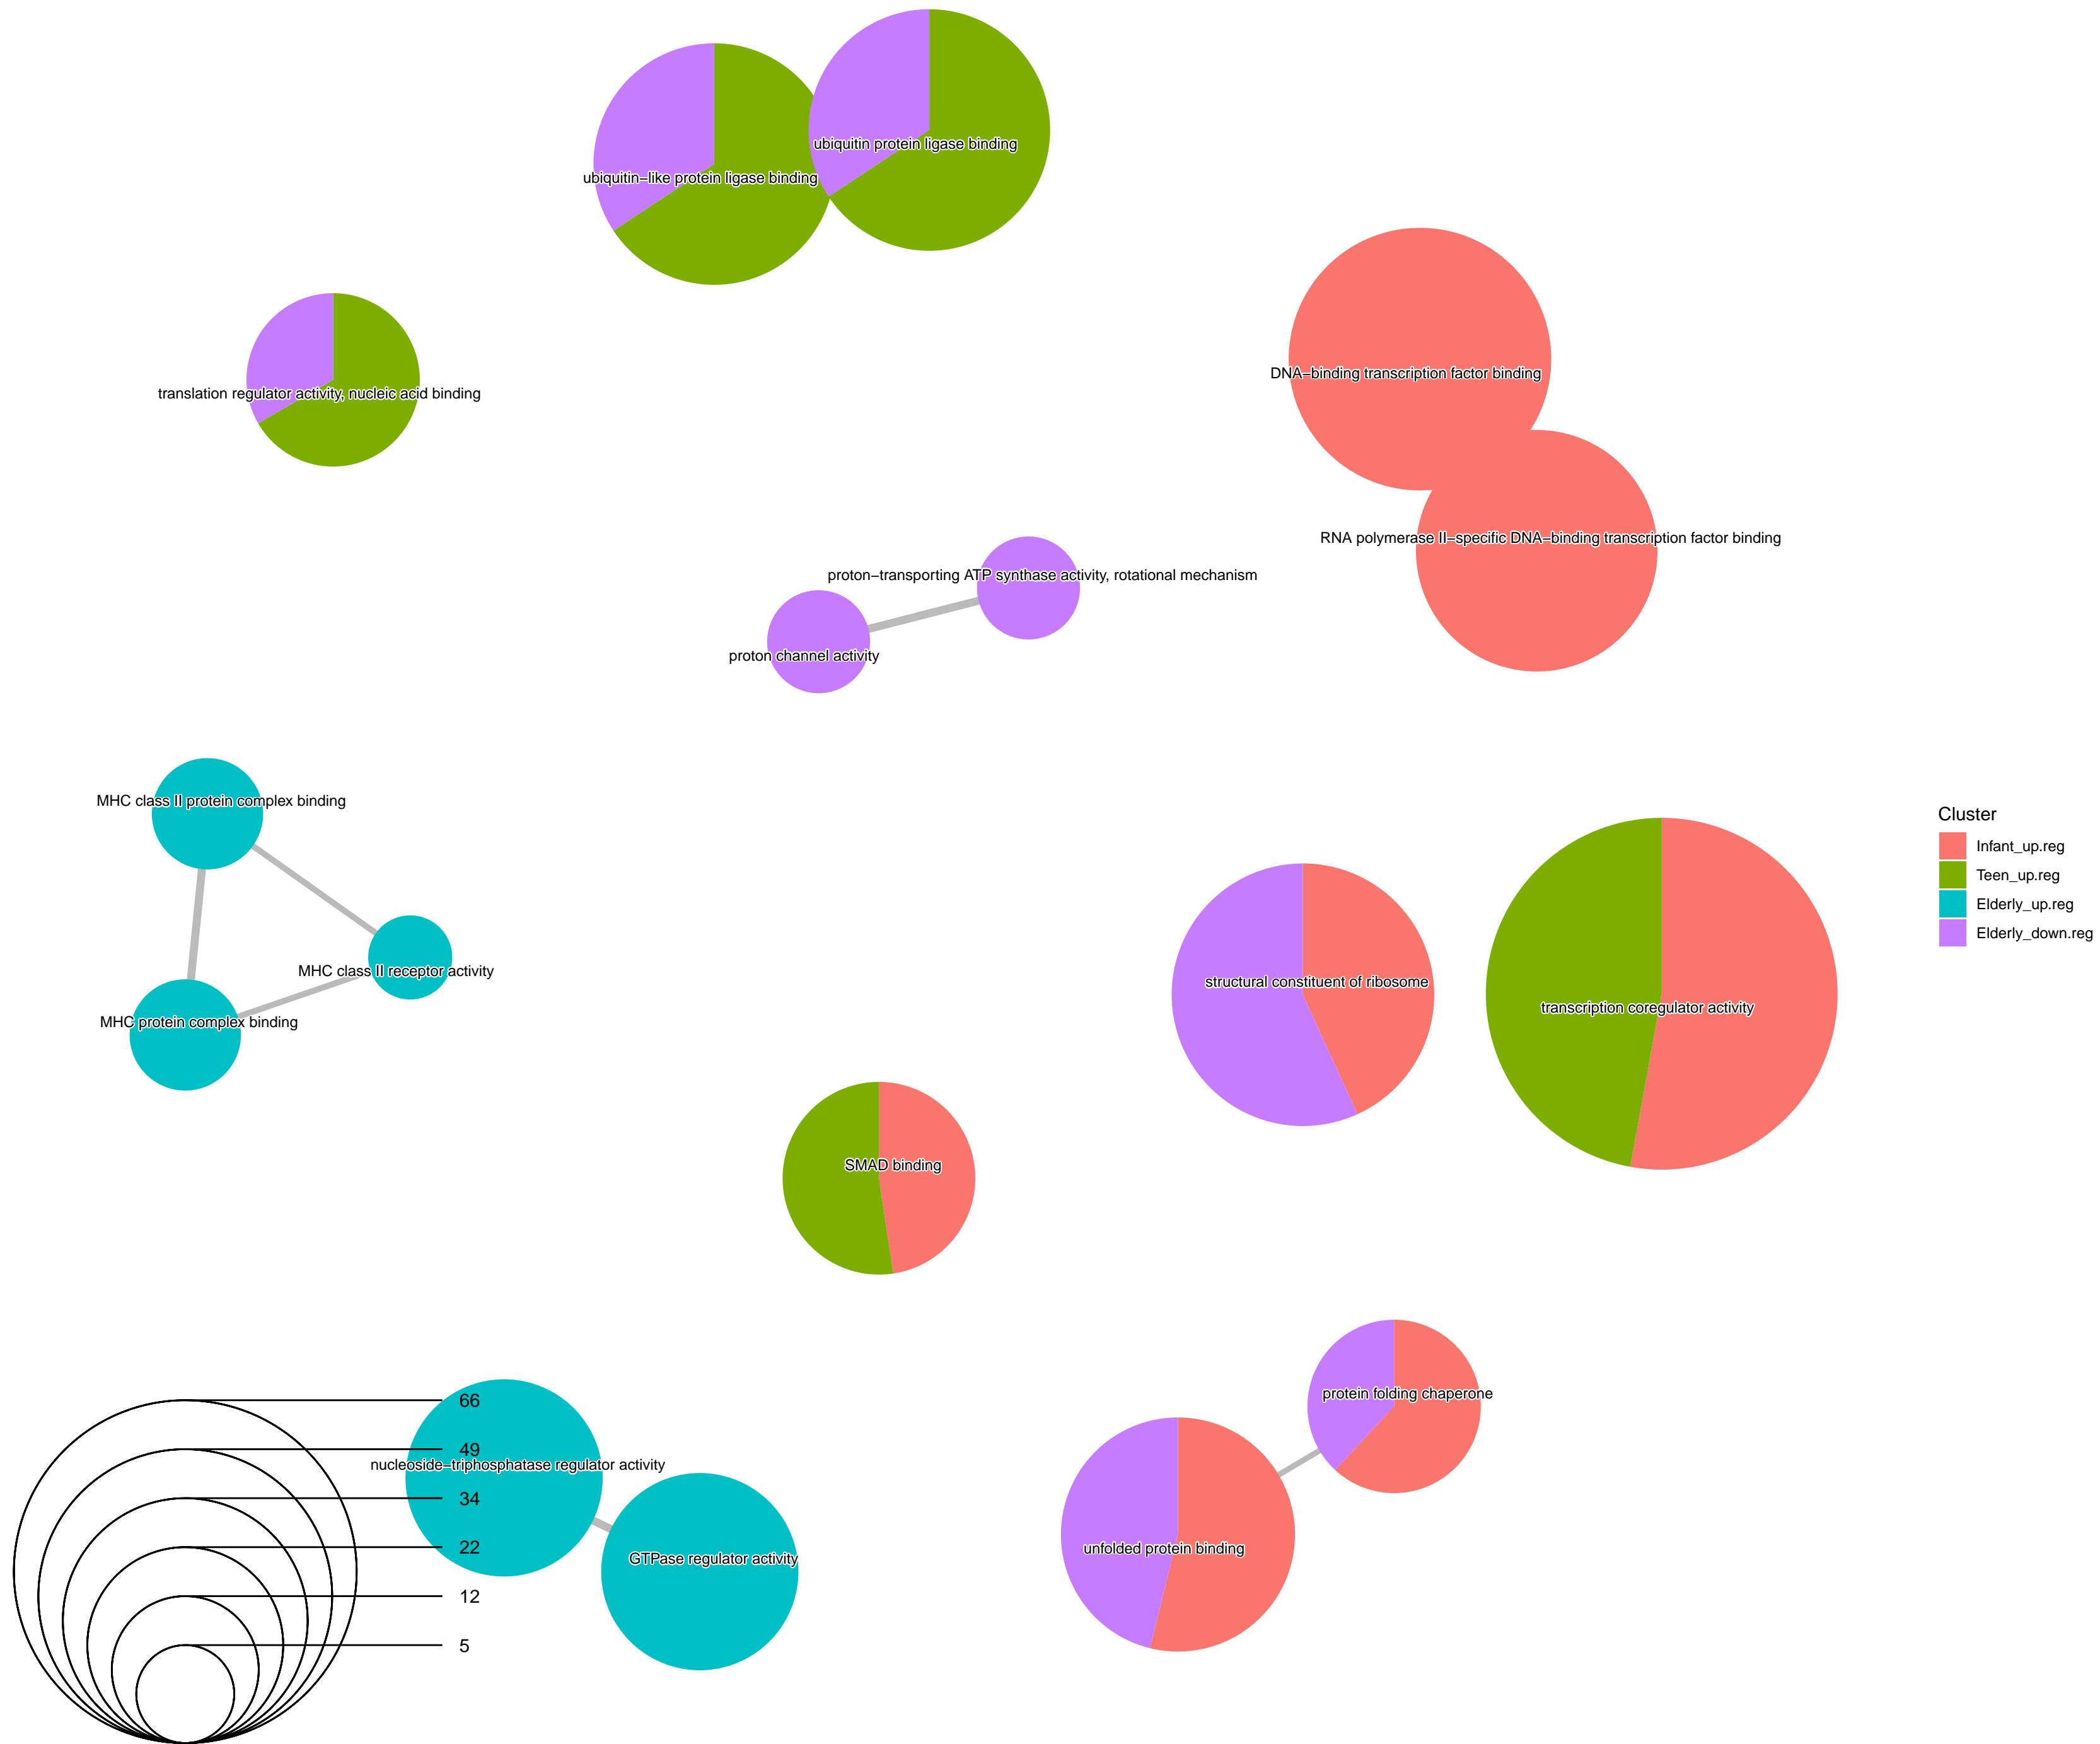 ubiquitin protein ligase binding
ubiquitin−like protein ligase binding
DNA−binding transcription factor binding
translation regulator activity, nucleic acid binding
RNA polymerase II−specific DNA−binding transcription factor binding
proton−transporting ATP synthase activity, rotational mechanism
proton channel activity
MHC class II protein complex binding
MHC class II receptor activity
MHC protein complex binding
structural constituent of ribosome
transcription coregulator activity
Cluster
Infant_up.reg
Teen_up.reg
Elderly_up.reg
Elderly_down.reg
SMAD binding
protein folding chaperone
unfolded protein binding
66
49
nucleoside−triphosphatase regulator activity
34
22
GTPase regulator activity
12
5